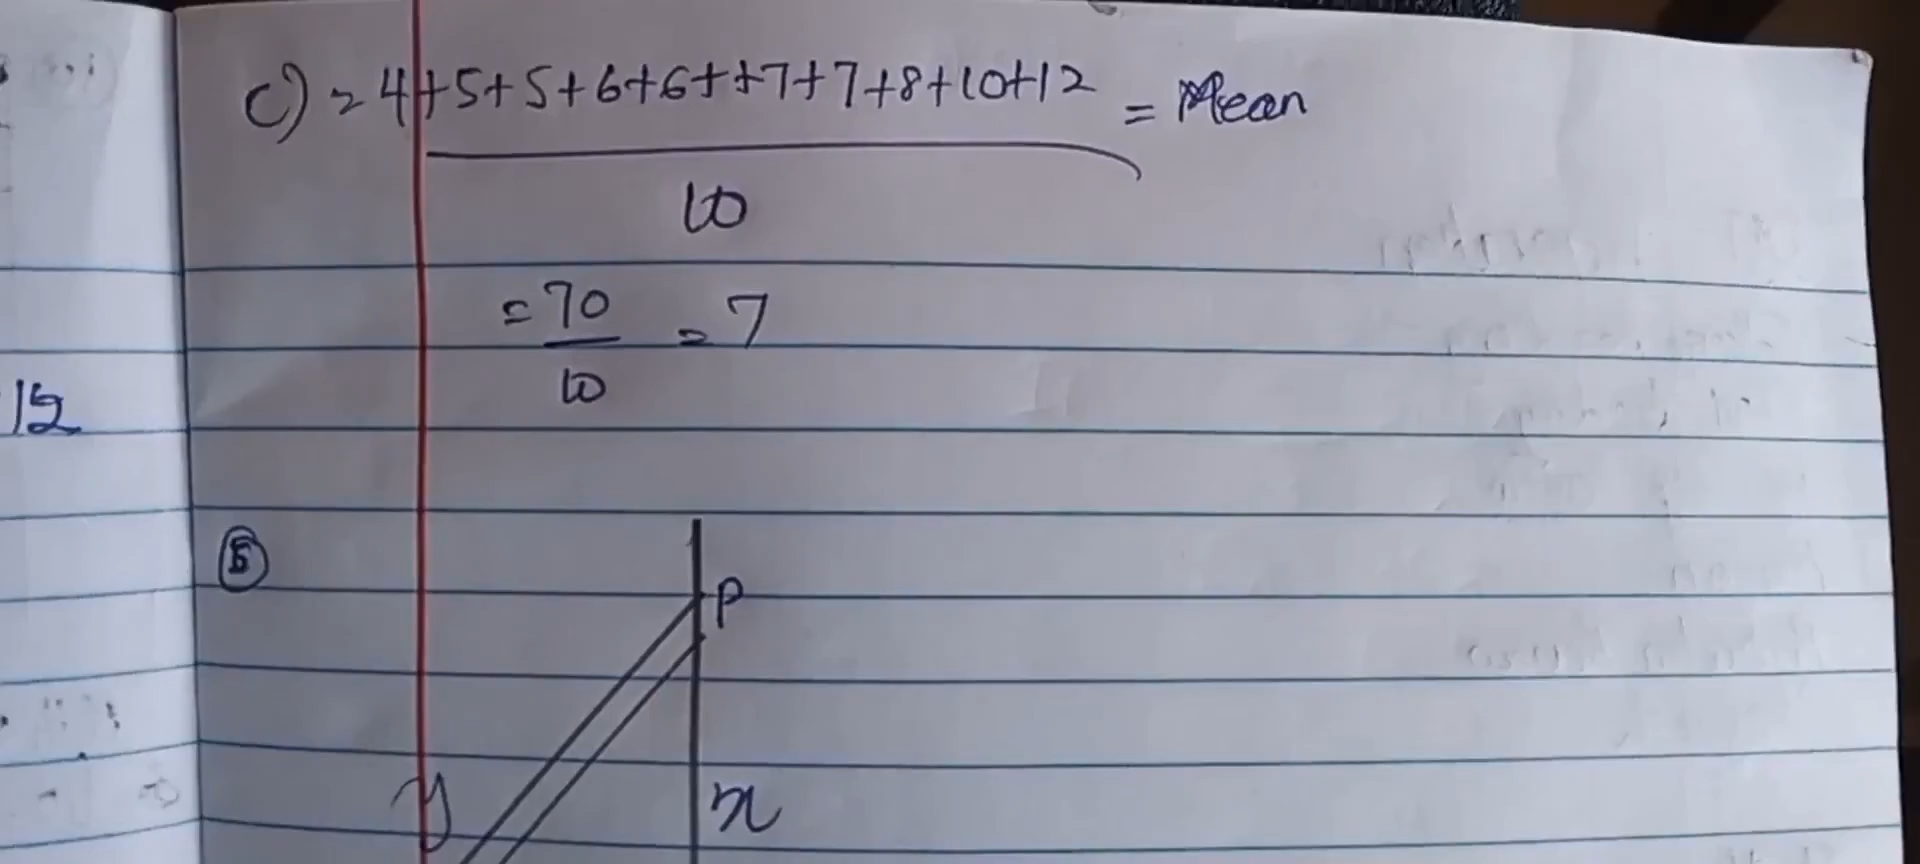 c) = 4+5+5+6+6++7+7+8+10+12 = Mean
10
= 70 = 7
10
12
5
P
y x